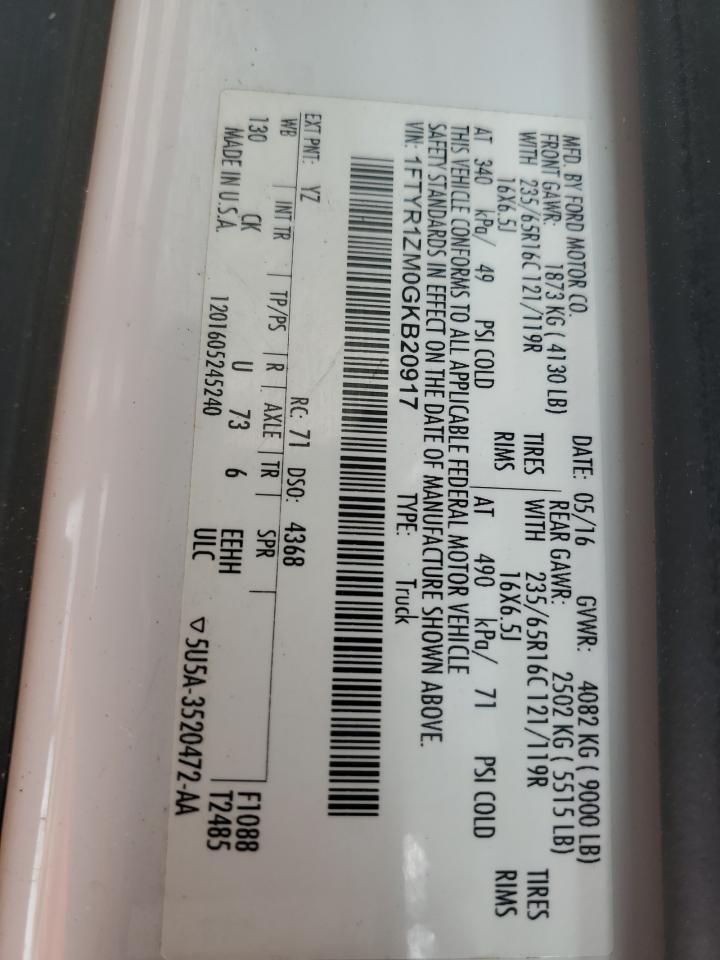 MFD. BY FORD MOTOR CO. DATE: 05/16 GVWR: 4082 KG ( 9000 LB)
FRONT GAWR: 1873 KG ( 4130 LB) REAR GAWR: 2502 KG ( 5515 LB)
WITH 235/65R16C 121/119R TIRES WITH 235/65R16C 121/119R TIRES
16X6.5J RIMS 16X6.5J RIMS
AT 340 kPa/ 49 PSI COLD AT 490 kPa/ 71 PSI COLD
THIS VEHICLE CONFORMS TO ALL APPLICABLE FEDERAL MOTOR VEHICLE
SAFETY STANDARDS IN EFFECT ON THE DATE OF MANUFACTURE SHOWN ABOVE.
VIN: 1FTYR1ZM0GKB20917 TYPE: Truck
EXT PNT: YZ RC: 71 DSO: 4368
WB | INT TR | TP/PS | R | AXLE | TR | SPR | F1088
130 CK U 73 6 EEHH T2485
MADE IN U.S.A. 1201605245240 ULC ▽ 5U5A-3520472-AA